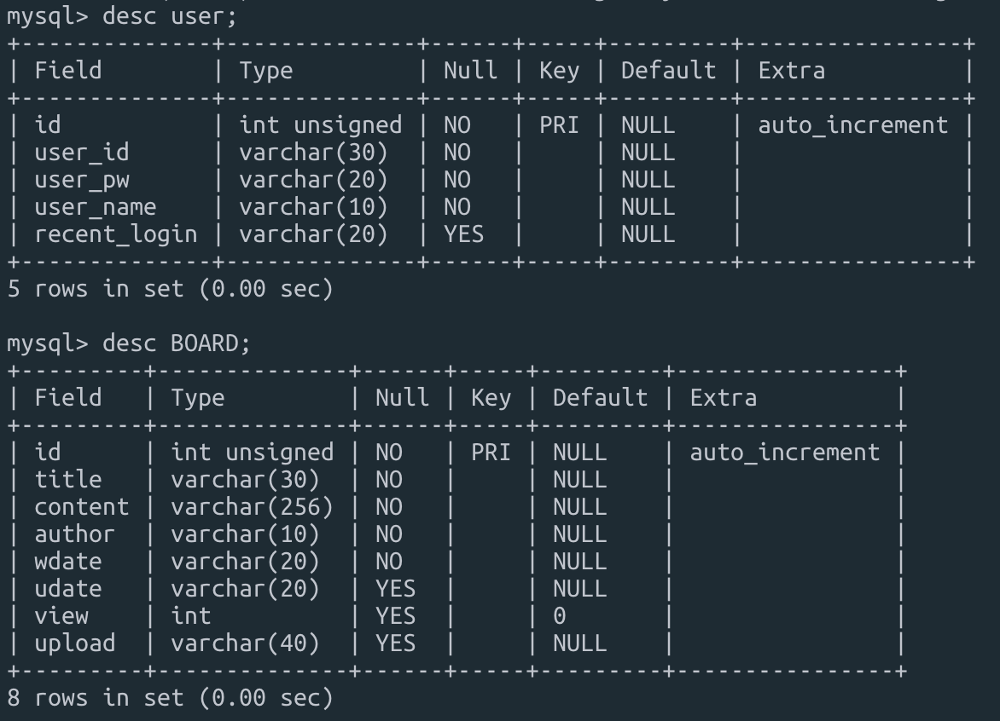 mysql> desc user;
+--------------+--------------+------+-----+---------+----------------+
| Field        | Type         | Null | Key | Default | Extra          |
+--------------+--------------+------+-----+---------+----------------+
| id           | int unsigned | NO   | PRI | NULL    | auto_increment |
| user_id      | varchar(30)  | NO   |     | NULL    |                |
| user_pw      | varchar(20)  | NO   |     | NULL    |                |
| user_name    | varchar(10)  | NO   |     | NULL    |                |
| recent_login | varchar(20)  | YES  |     | NULL    |                |
+--------------+--------------+------+-----+---------+----------------+
5 rows in set (0.00 sec)

mysql> desc BOARD;
+---------+--------------+------+-----+---------+----------------+
| Field   | Type         | Null | Key | Default | Extra          |
+---------+--------------+------+-----+---------+----------------+
| id      | int unsigned | NO   | PRI | NULL    | auto_increment |
| title   | varchar(30)  | NO   |     | NULL    |                |
| content | varchar(256) | NO   |     | NULL    |                |
| author  | varchar(10)  | NO   |     | NULL    |                |
| wdate   | varchar(20)  | NO   |     | NULL    |                |
| udate   | varchar(20)  | YES  |     | NULL    |                |
| view    | int          | YES  |     | 0       |                |
| upload  | varchar(40)  | YES  |     | NULL    |                |
+---------+--------------+------+-----+---------+----------------+
8 rows in set (0.00 sec)